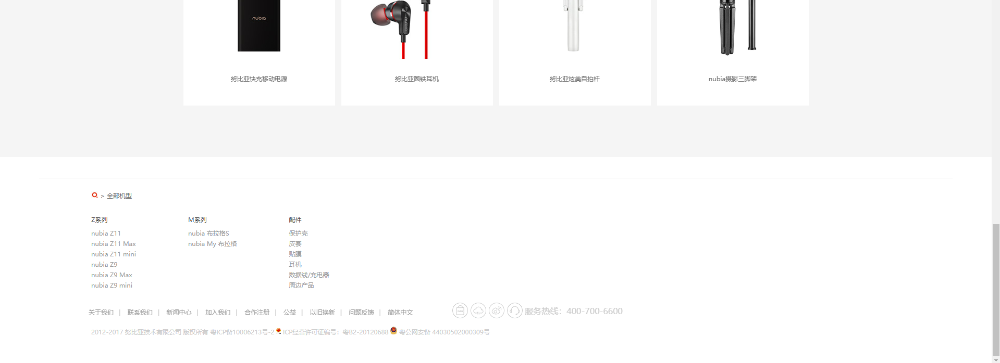 nubia
nubia
努比亚快充移动电源
努比亚圈铁耳机
努比亚炫美自拍杆
nubia摄影三脚架
> 全部机型
Z系列
nubia Z11
nubia Z11 Max
nubia Z11 mini
nubia Z9
nubia Z9 Max
nubia Z9 mini
M系列
nubia 布拉格S
nubia My 布拉格
配件
保护壳
皮套
贴膜
耳机
数据线/充电器
周边产品
关于我们 | 联系我们 | 新闻中心 | 加入我们 | 合作注册 | 公益 | 以旧换新 | 问题反馈 | 简体中文
服务热线：400-700-6600
2012-2017 努比亚技术有限公司 版权所有 粤ICP备10006213号-2 ICP经营许可证编号：粤B2-20120688 粤公网安备 44030502000309号